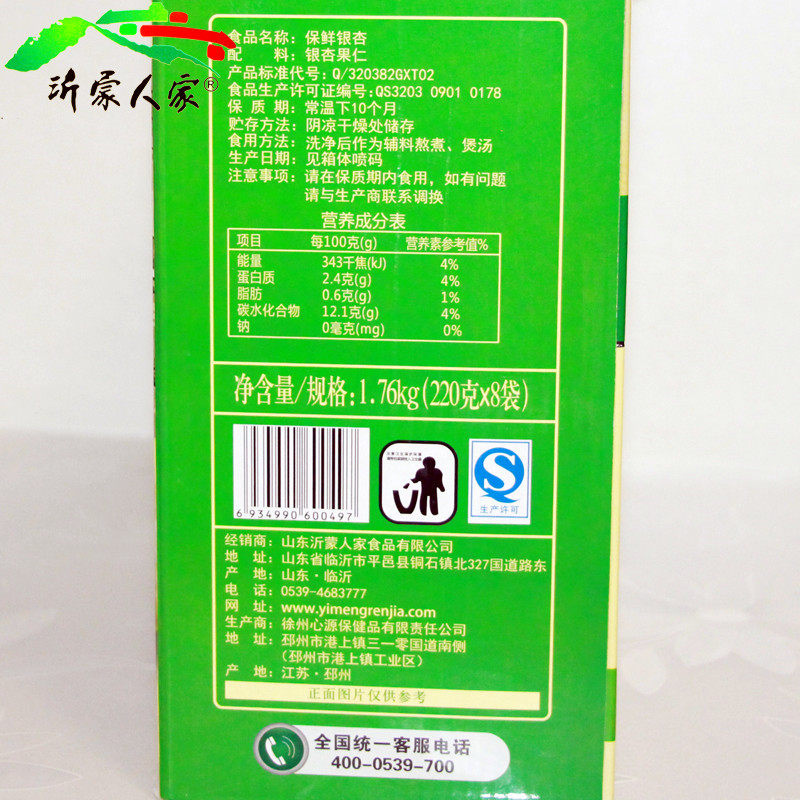 沂蒙人家®
食品名称：保鲜银杏
配 料：银杏果仁
产品标准代号：Q/320382GXT02
食品生产许可证编号：QS3203 0901 0178
保 质 期：常温下10个月
贮存方法：阴凉干燥处储存
食用方法：洗净后作为辅料熬煮、煲汤
生产日期：见箱体喷码
注意事项：请在保质期内食用，如有问题
请与生产商联系调换
营养成分表
项目 每100克(g) 营养素参考值%
能量 343千焦(kJ) 4%
蛋白质 2.4克(g) 4%
脂肪 0.6克(g) 1%
碳水化合物 12.1克(g) 4%
钠 0毫克(mg) 0%
净含量/规格：1.76kg(220克x8袋)
6 934990 600497
生产许可
经销商：山东沂蒙人家食品有限公司
地 址：山东省临沂市平邑县铜石镇北327国道路东
产 地：山东·临沂
电 话：0539-4683777
网 址：www.yimengrenjia.com
生产商：徐州心源保健品有限责任公司
地 址：邳州市港上镇三一零国道南侧
（邳州市港上镇工业区）
产 地：江苏·邳州
正面图片仅供参考
全国统一客服电话
400-0539-700